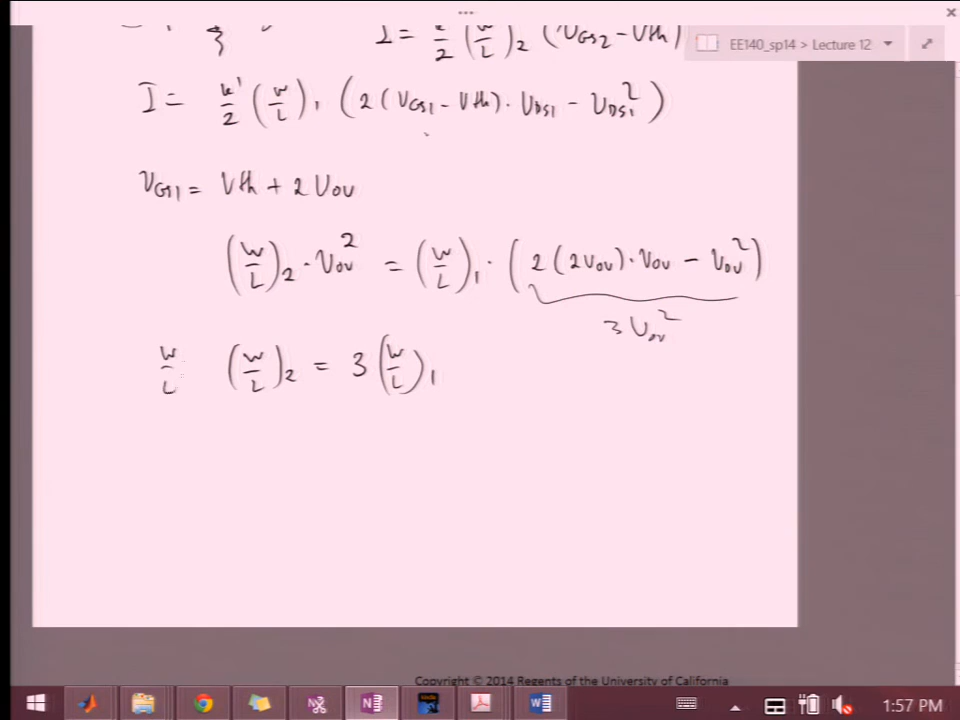 I = k'/2 (W/L)2 (VGS2 - Vth)
EE140_sp14 > Lecture 12
I = k'/2 (W/L)1 (2(VGS1 - Vth) · VDS1 - VDS1²)
VGS1 = Vth + 2 Vov
(W/L)2 · Vov² = (W/L)1 · (2(2Vov) · Vov - Vov²)
3 Vov²
W/L (W/L)2 = 3 (W/L)1
Copyright © 2014 Regents of the University of California
1:57 PM